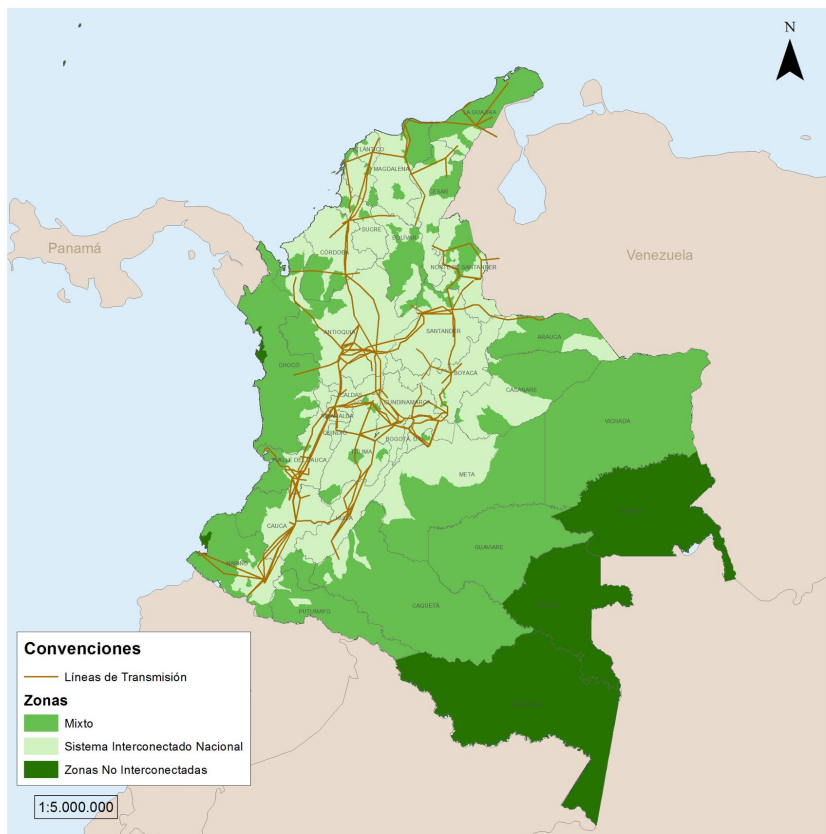 N
LA GUAJIRA
ATLÁNTICO
MAGDALENA
CESAR
Panamá
SUCRE
BOLÍVAR
Venezuela
CÓRDOBA
NORTE DE SANTANDER
ANTIOQUIA
SANTANDER
ARAUCA
CHOCÓ
BOYACÁ
CASANARE
CALDAS
CUNDINAMARCA
RISARALDA
VICHADA
QUINDÍO
BOGOTÁ, D.C.
TOLIMA
VALLE DEL CAUCA
META
CAUCA
HUILA
GUAVIARE
NARIÑO
CAQUETÁ
PUTUMAYO
Convenciones
Líneas de Transmisión
Zonas
Mixto
Sistema Interconectado Nacional
Zonas No Interconectadas
1:5.000.000